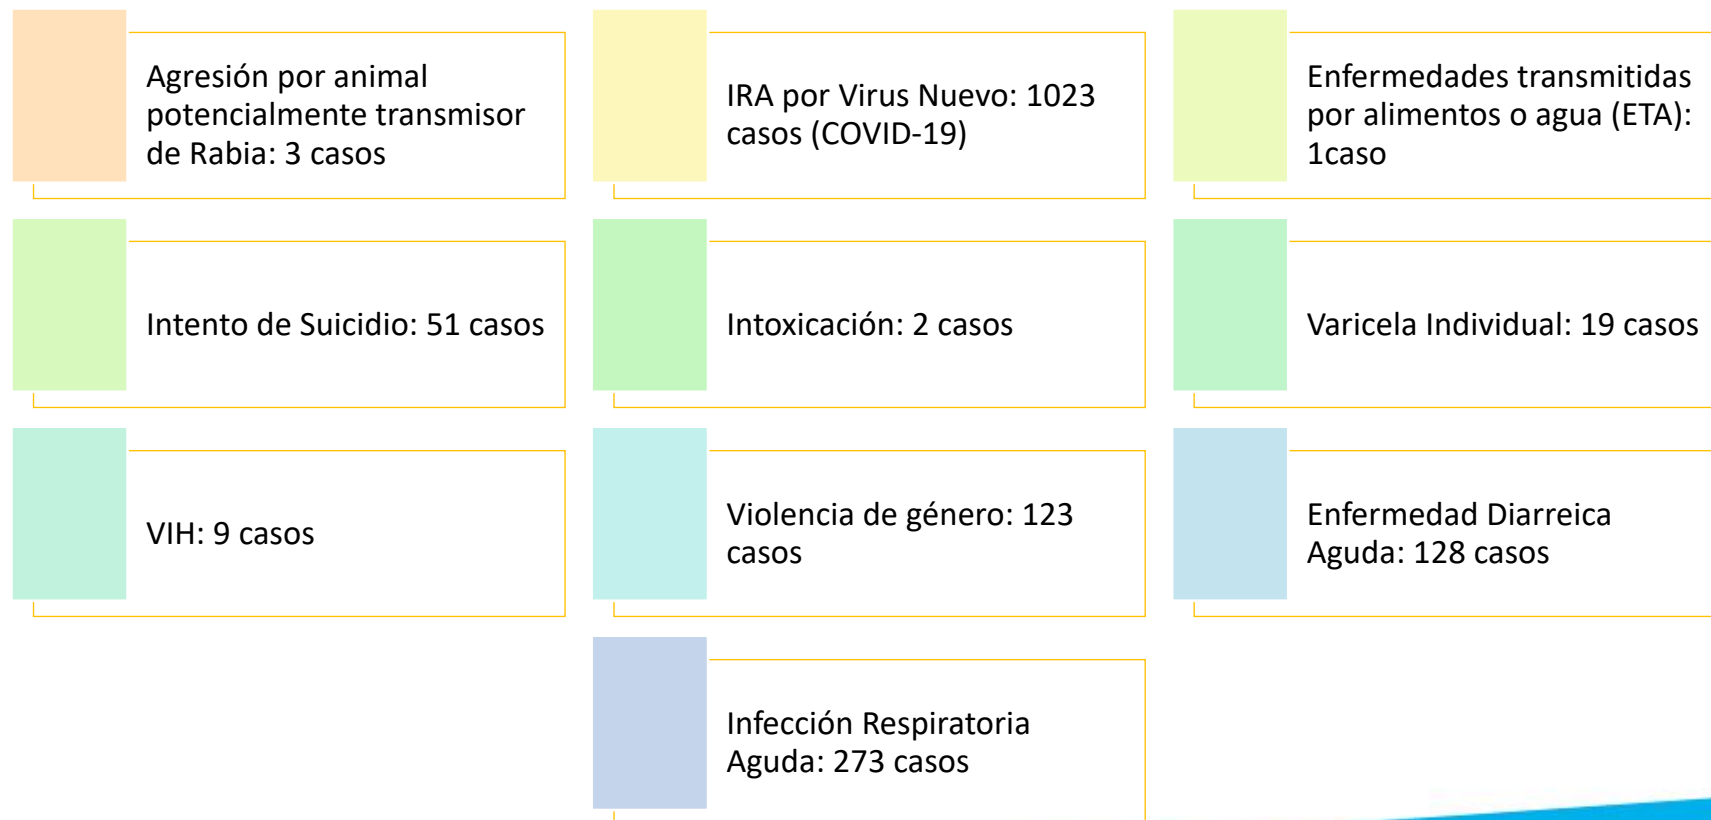 Agresión por animal
potencialmente transmisor
de Rabia: 3 casos
IRA por Virus Nuevo: 1023
casos (COVID-19)
Enfermedades transmitidas
por alimentos o agua (ETA):
1caso
Intento de Suicidio: 51 casos
Intoxicación: 2 casos
Varicela Individual: 19 casos
VIH: 9 casos
Violencia de género: 123
casos
Enfermedad Diarreica
Aguda: 128 casos
Infección Respiratoria
Aguda: 273 casos